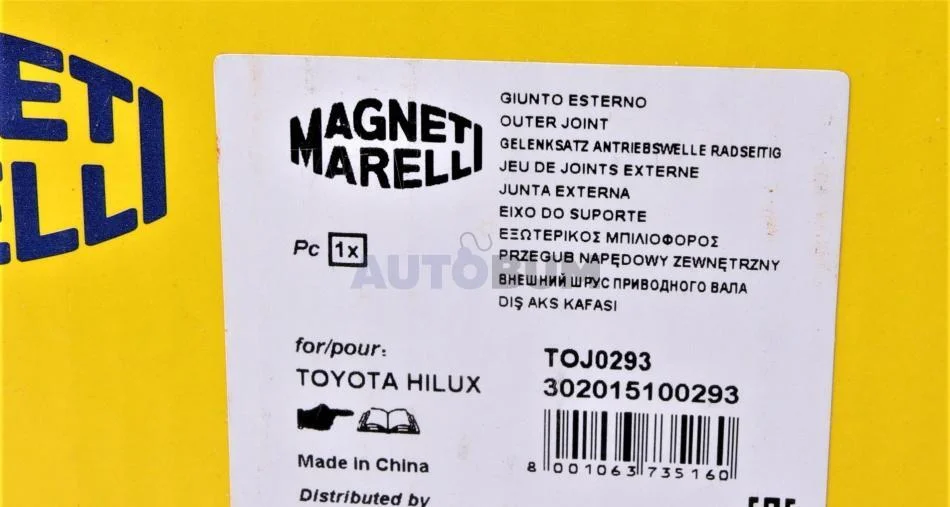 ETI
ELLI
MAGNETI
MARELLI
GIUNTO ESTERNO
OUTER JOINT
GELENKSATZ ANTRIEBSWELLE RADSEITIG
JEU DE JOINTS EXTERNE
JUNTA EXTERNA
EIXO DO SUPORTE
ΕΞΩΤΕΡΙΚΟΣ ΜΠΙΛΙΟΦΟΡΟΣ
PRZEGUB NAPĘDOWY ZEWNĘTRZNY
ВНЕШНИЙ ШРУС ПРИВОДНОГО ВАЛА
DIŞ AKS KAFASI
Pc 1x
AUTOBUM
for/pour:
TOYOTA HILUX
TOJ0293
302015100293
8 001063 735160
Made in China
Distributed by